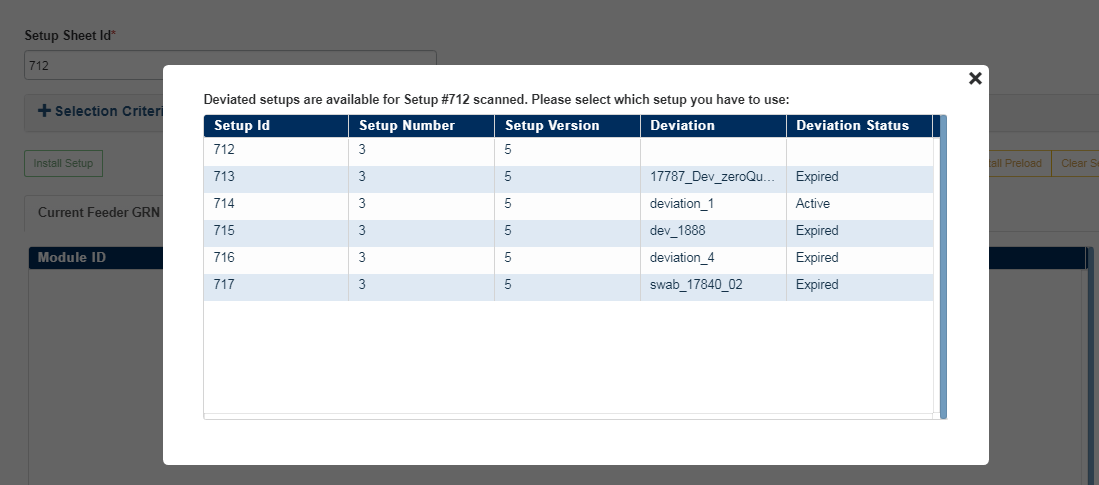 Setup Sheet Id*
712
Deviated setups are available for Setup #712 scanned. Please select which setup you have to use:
Selection Criteri
Setup Id Setup Number Setup Version Deviation Deviation Status
712 3 5
Install Setup all Preload Clear S
713 3 5 17787_Dev_zeroQu... Expired
714 3 5 deviation_1 Active
Current Feeder GRN
715 3 5 dev_1888 Expired
Module ID
716 3 5 deviation_4 Expired
717 3 5 swab_17840_02 Expired